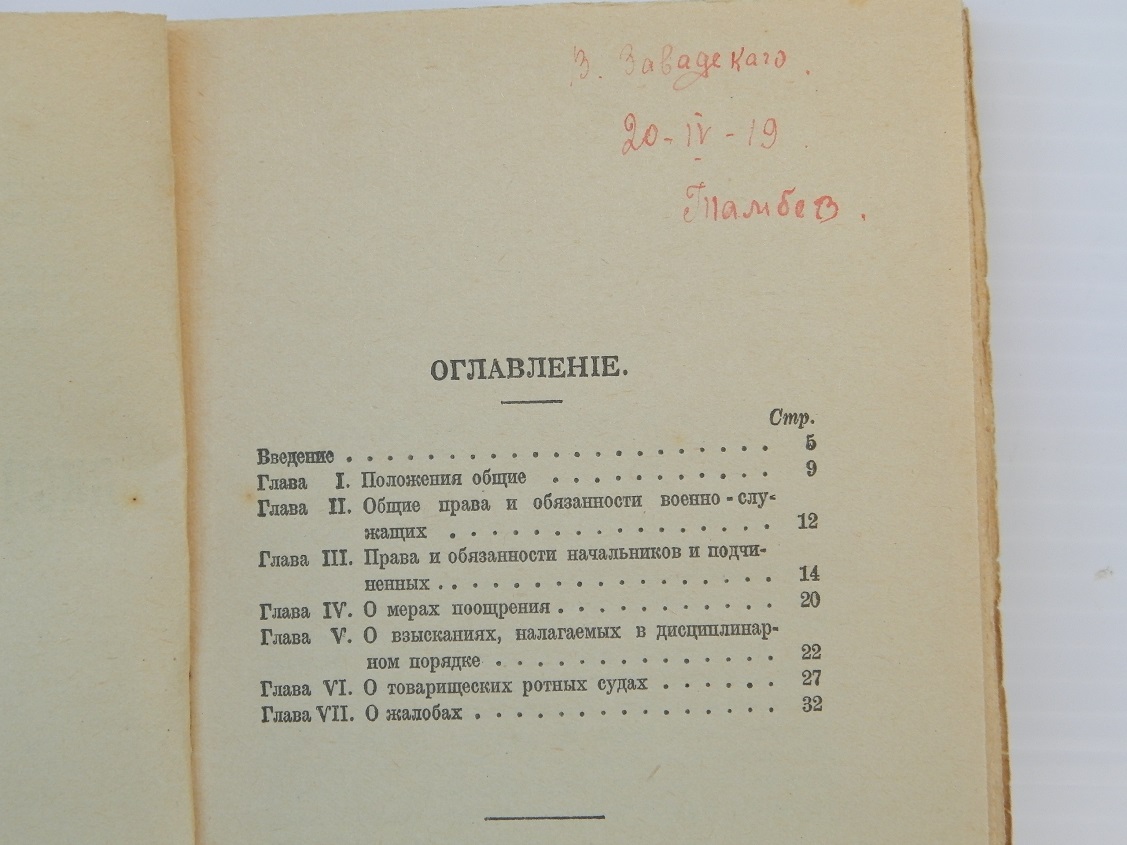 З. Завадскаго.
20-IV-19
Тамбов.
ОГЛАВЛЕНІЕ.
Стр.
Введение . . . . . . . . . . . . . . . . . . . . . 5
Глава I. Положения общие . . . . . . . . . . . 9
Глава II. Общие права и обязанности военно-слу-
жащих . . . . . . . . . . . . . . . . 12
Глава III. Права и обязанности начальников и подчи-
ненных . . . . . . . . . . . . . . . . . 14
Глава IV. О мерах поощрения . . . . . . . . . . . 20
Глава V. О взысканиях, налагаемых в дисциплинар-
ном порядке . . . . . . . . . . . . . . 22
Глава VI. О товарищеских ротных судах . . . . . . 27
Глава VII. О жалобах . . . . . . . . . . . . . . . 32